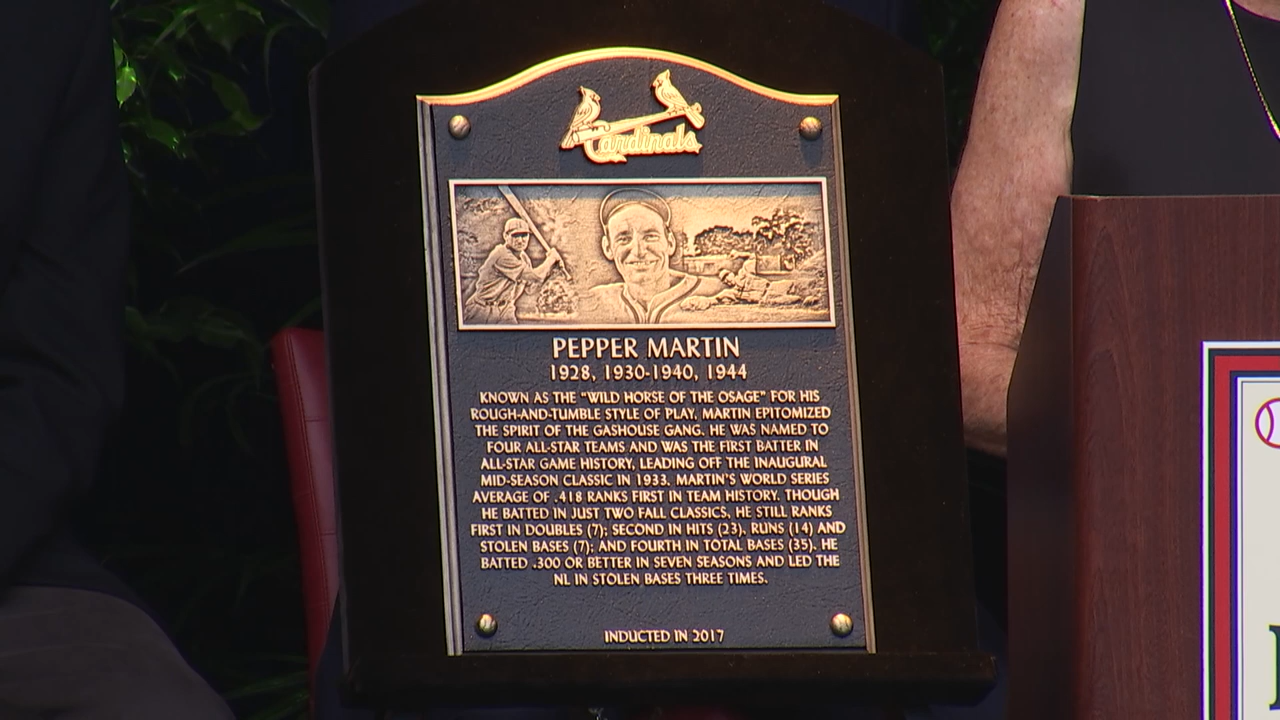 Cardinals
PEPPER MARTIN
1928, 1930-1940, 1944
KNOWN AS THE "WILD HORSE OF THE OSAGE" FOR HIS
ROUGH-AND-TUMBLE STYLE OF PLAY, MARTIN EPITOMIZED
THE SPIRIT OF THE GASHOUSE GANG. HE WAS NAMED TO
FOUR ALL-STAR TEAMS AND WAS THE FIRST BATTER IN
ALL-STAR GAME HISTORY, LEADING OFF THE INAUGURAL
MID-SEASON CLASSIC IN 1933. MARTIN'S WORLD SERIES
AVERAGE OF .418 RANKS FIRST IN TEAM HISTORY. THOUGH
HE BATTED IN JUST TWO FALL CLASSICS, HE STILL RANKS
FIRST IN DOUBLES (7); SECOND IN HITS (23), RUNS (14) AND
STOLEN BASES (7); AND FOURTH IN TOTAL BASES (35). HE
BATTED .300 OR BETTER IN SEVEN SEASONS AND LED THE
NL IN STOLEN BASES THREE TIMES.
INDUCTED IN 2017